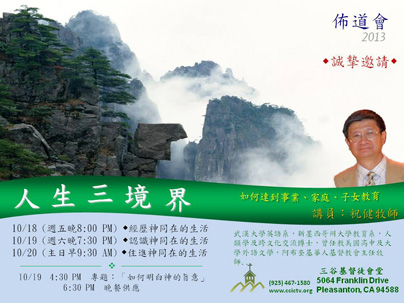 佈道會
2013
◆誠摯邀請◆
人生三境界
如何達到事業、家庭、子女教育
講員：祝健牧師
10/18（週五晚8:00 PM）◆經歷神同在的生活
10/19（週六晚7:30 PM）◆認識神同在的生活
10/20（主日半9:30 AM）◆住進神同在的生活
10/19 4:30 PM 專題：「如何明白神的旨意」
6:30 PM 晚餐供應
武漢大學英語系，新墨西哥州大學教育系，人
類學及跨文化交流博士，曾任教美國高中及大
學外語文學，阿布奎基華人基督教會主任牧
師。
三谷基督徒會堂
(925) 467-1580
www.ccictv.org
5064 Franklin Drive
Pleasanton, CA 94588